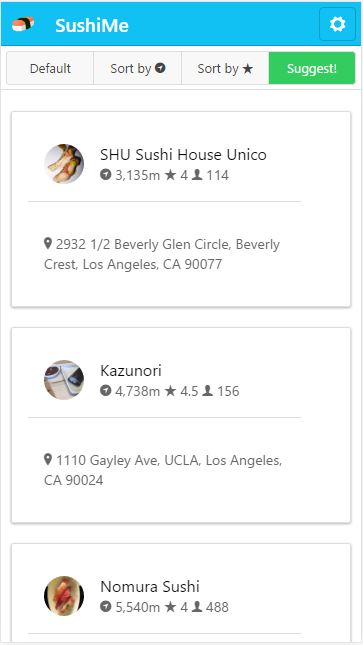 SushiMe
Default
Sort by
Sort by
Suggest!
SHU Sushi House Unico
3,135m 4 114
2932 1/2 Beverly Glen Circle, Beverly
Crest, Los Angeles, CA 90077
Kazunori
4,738m 4.5 156
1110 Gayley Ave, UCLA, Los Angeles,
CA 90024
Nomura Sushi
5,540m 4 488